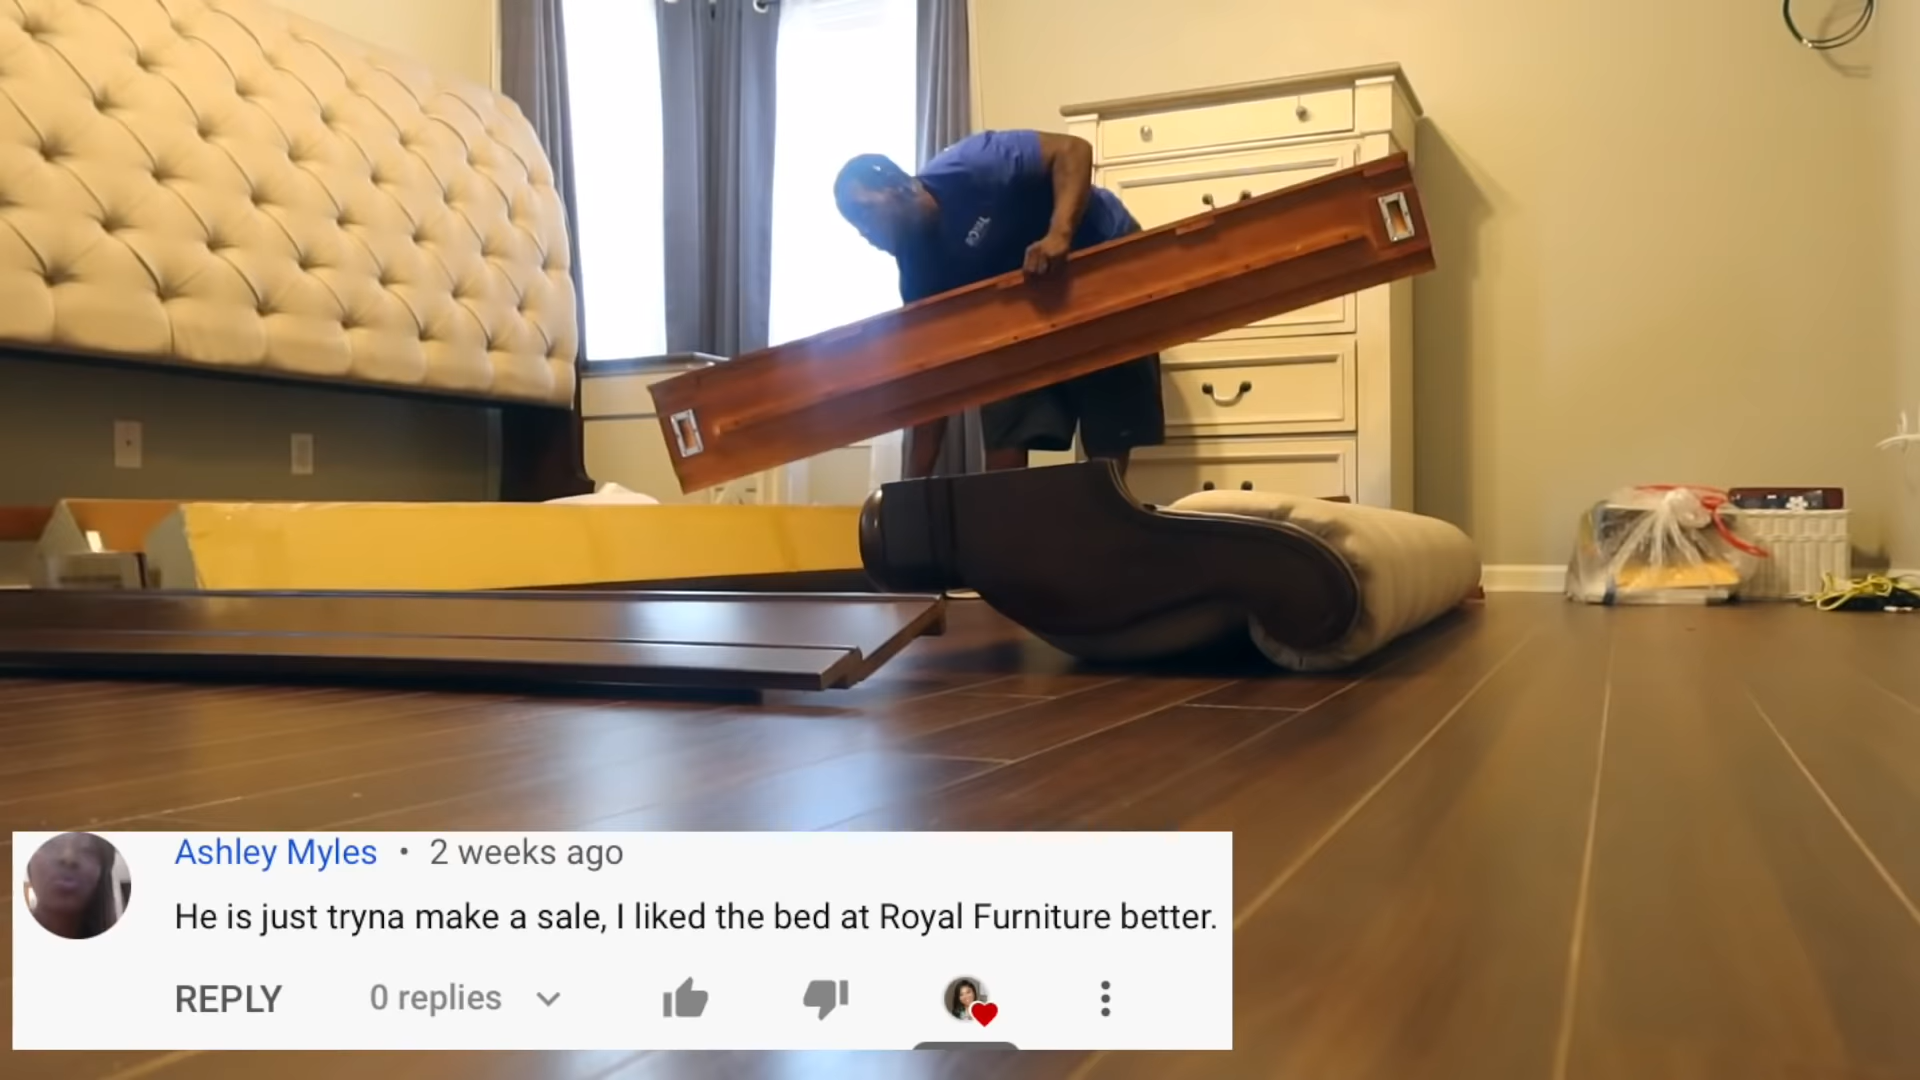 ROYAL
Ashley Myles • 2 weeks ago
He is just tryna make a sale, I liked the bed at Royal Furniture better.
REPLY 0 replies